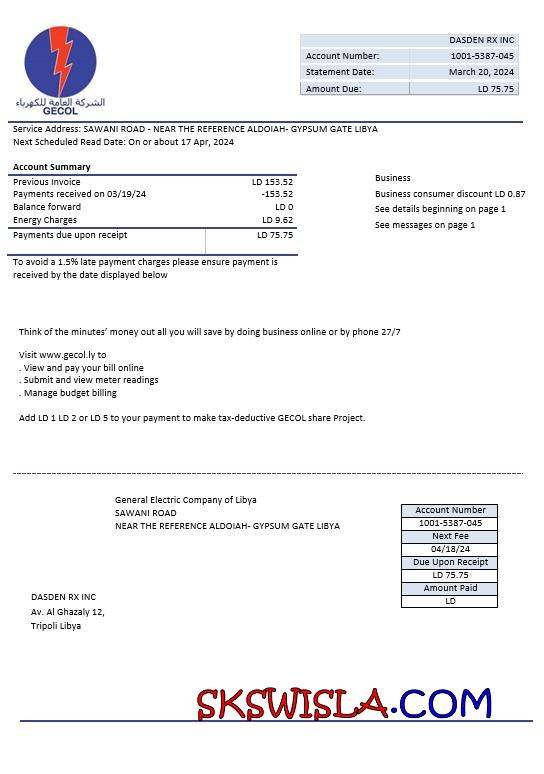 DASDEN RX INC
Account Number: 1001-5387-045
Statement Date: March 20, 2024
Amount Due: LD 75.75
الشركة العامة للكهرباء
GECOL
Service Address: SAWANI ROAD - NEAR THE REFERENCE ALDOIAH- GYPSUM GATE LIBYA
Next Scheduled Read Date: On or about 17 Apr, 2024
Account Summary
Previous Invoice LD 153.52
Payments received on 03/19/24 -153.52
Balance forward LD 0
Energy Charges LD 9.62
Payments due upon receipt LD 75.75
To avoid a 1.5% late payment charges please ensure payment is
received by the date displayed below
Business
Business consumer discount LD 0.87
See details beginning on page 1
See messages on page 1
Think of the minutes’ money out all you will save by doing business online or by phone 27/7
Visit www.gecol.ly to
. View and pay your bill online
. Submit and view meter readings
. Manage budget billing
Add LD 1 LD 2 or LD 5 to your payment to make tax-deductive GECOL share Project.
General Electric Company of Libya
SAWANI ROAD
NEAR THE REFERENCE ALDOIAH- GYPSUM GATE LIBYA
Account Number
1001-5387-045
Next Fee
04/18/24
Due Upon Receipt
LD 75.75
Amount Paid
LD
DASDEN RX INC
Av. Al Ghazaly 12,
Tripoli Libya
SKSWISLA.COM